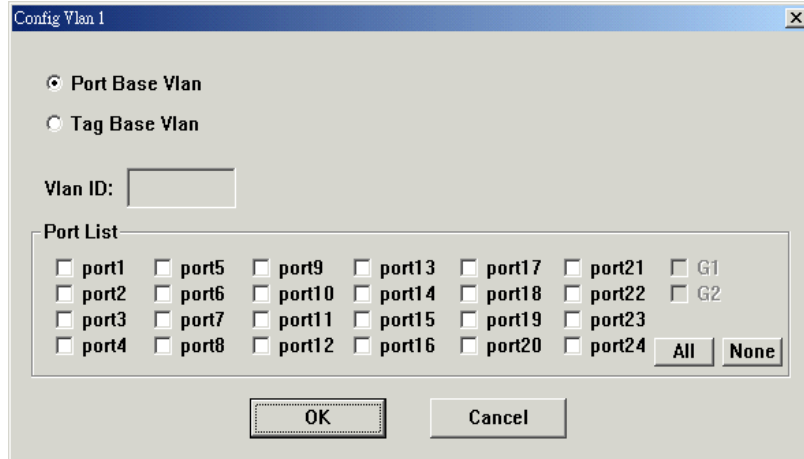 Config Vlan 1
Port Base Vlan
Tag Base Vlan
Vlan ID:
Port List
port1 port5 port9 port13 port17 port21 G1
port2 port6 port10 port14 port18 port22 G2
port3 port7 port11 port15 port19 port23
port4 port8 port12 port16 port20 port24 All None
OK Cancel